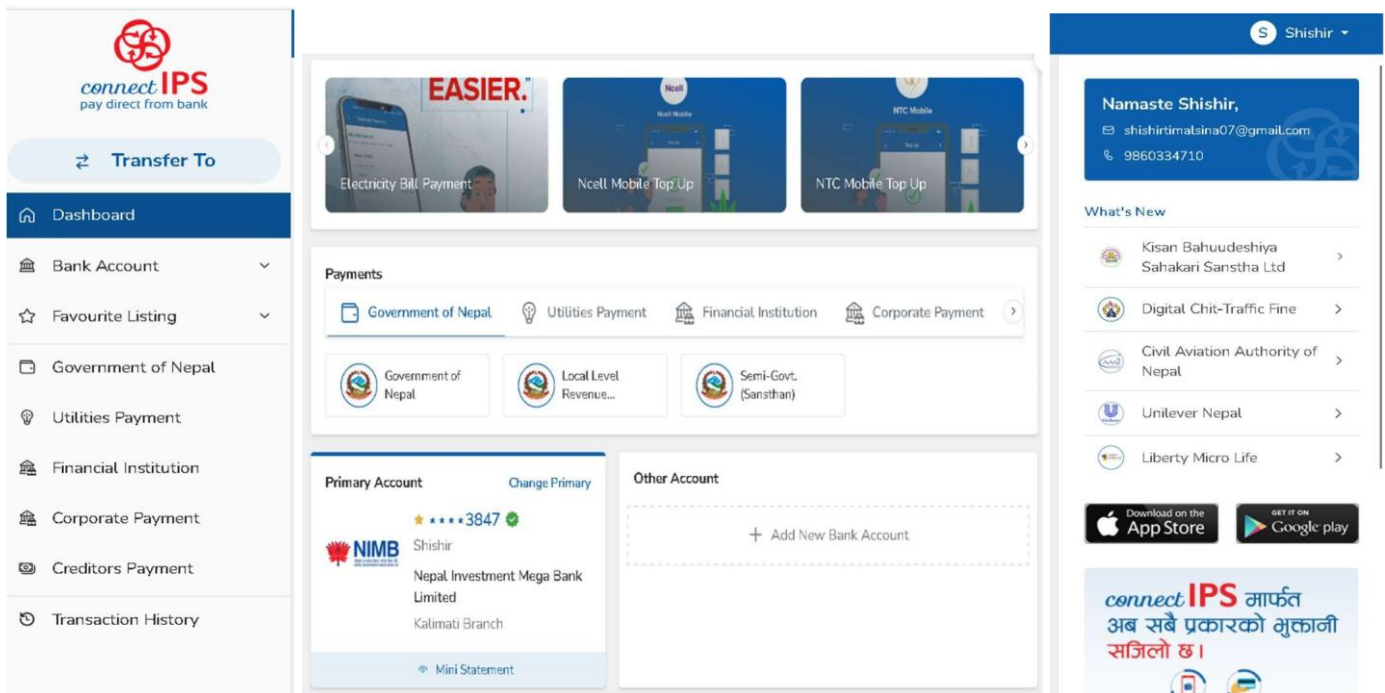 connect IPS
pay direct from bank
Transfer To
Dashboard
Bank Account
Favourite Listing
Government of Nepal
Utilities Payment
Financial Institution
Corporate Payment
Creditors Payment
Transaction History
EASIER."
Electricity Bill Payment
Ncell
Ncell Mobile
Ncell Mobile Top Up
NTC Mobile
NTC Mobile Top Up
Payments
Government of Nepal
Utilities Payment
Financial Institution
Corporate Payment
Government of
Nepal
Local Level
Revenue...
Semi-Govt.
(Sansthan)
Primary Account
Change Primary
****3847
NIMB
Shishir
Nepal Investment Mega Bank
Limited
Kalimati Branch
Mini Statement
Other Account
+ Add New Bank Account
S Shishir
Namaste Shishir,
shishirtimalsina07@gmail.com
9860334710
What's New
Kisan Bahuudeshiya
Sahakari Sanstha Ltd
Digital Chit-Traffic Fine
Civil Aviation Authority of
Nepal
Unilever Nepal
Liberty Micro Life
Download on the
App Store
GET IT ON
Google play
connect IPS मार्फत
अब सबै प्रकारको भुक्तानी
सजिलो छ।